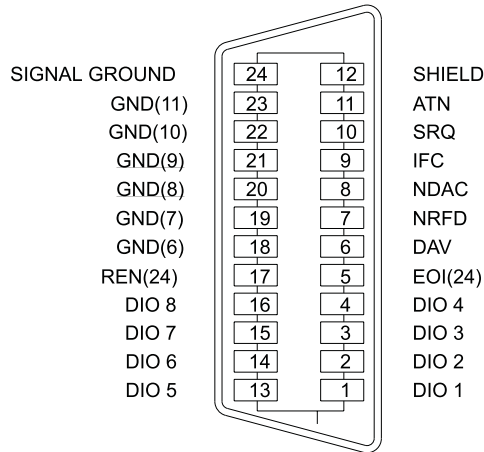 SIGNAL GROUND 24 12 SHIELD
GND(11) 23 11 ATN
GND(10) 22 10 SRQ
GND(9) 21 9 IFC
GND(8) 20 8 NDAC
GND(7) 19 7 NRFD
GND(6) 18 6 DAV
REN(24) 17 5 EOI(24)
DIO 8 16 4 DIO 4
DIO 7 15 3 DIO 3
DIO 6 14 2 DIO 2
DIO 5 13 1 DIO 1